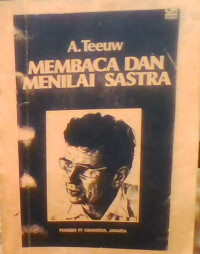 A. Teeuw
MEMBACA DAN
MENILAI SASTRA
PENERBIT PT GRAMEDIA, JAKARTA